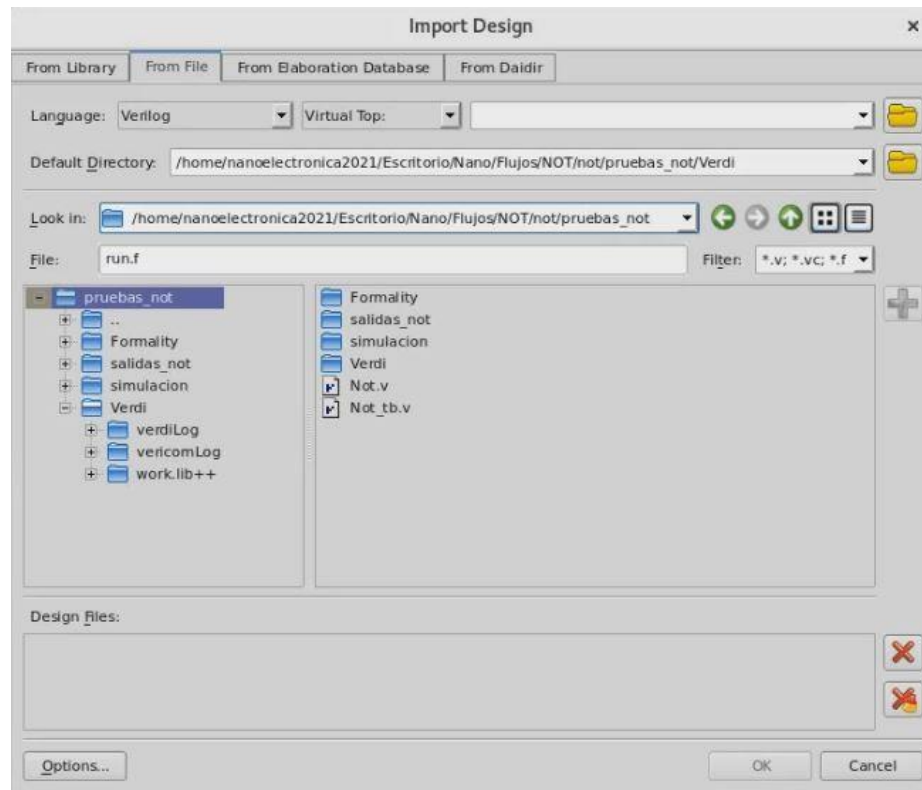 Import Design
From Library From File From Elaboration Database From Daidir
Language: Verilog Virtual Top:
Default Directory: /home/nanoelectronica2021/Escritorio/Nano/Flujos/NOT/not/pruebas_not/Verdi
Look in: /home/nanoelectronica2021/Escritorio/Nano/Flujos/NOT/not/pruebas_not
File: run.f Filter: *.v; *.vc; *.f
pruebas_not
..
Formality
salidas_not
simulacion
Verdi
verdiLog
vericomLog
work.lib++
Formality
salidas_not
simulacion
Verdi
Not.v
Not_tb.v
Design Files:
Options... OK Cancel